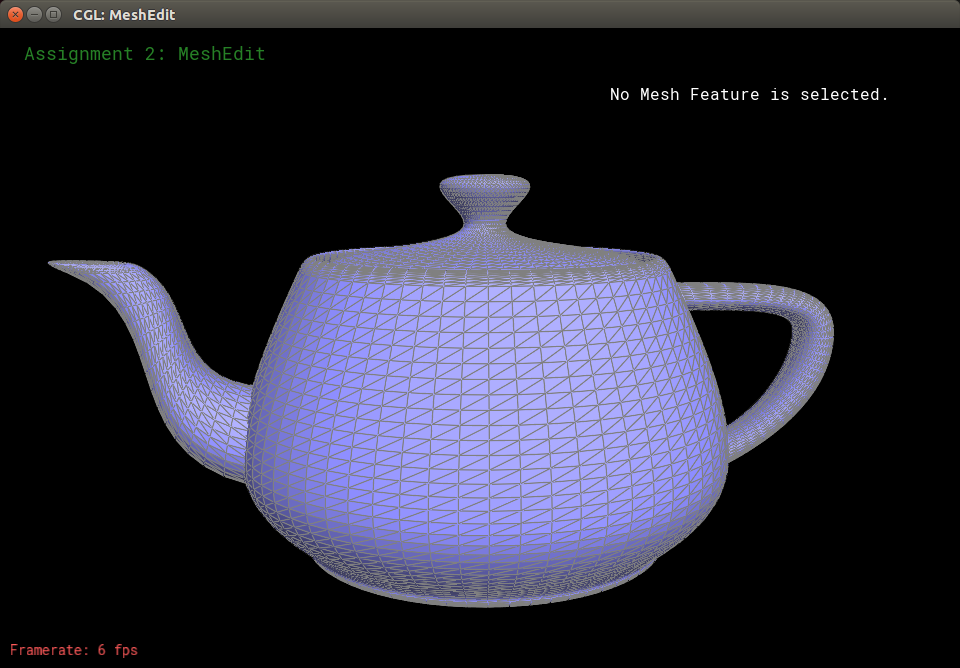 CGL: MeshEdit
Assignment 2: MeshEdit
No Mesh Feature is selected.
Framerate: 6 fps